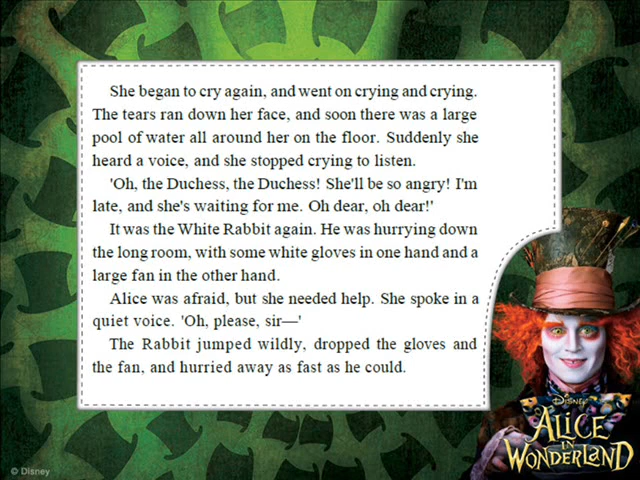 She began to cry again, and went on crying and crying.
The tears ran down her face, and soon there was a large
pool of water all around her on the floor. Suddenly she
heard a voice, and she stopped crying to listen.
'Oh, the Duchess, the Duchess! She'll be so angry! I'm
late, and she's waiting for me. Oh dear, oh dear!'
It was the White Rabbit again. He was hurrying down
the long room, with some white gloves in one hand and a
large fan in the other hand.
Alice was afraid, but she needed help. She spoke in a
quiet voice. 'Oh, please, sir—'
The Rabbit jumped wildly, dropped the gloves and
the fan, and hurried away as fast as he could.
DISNEY
ALICE
IN
WONDERLAND
© Disney